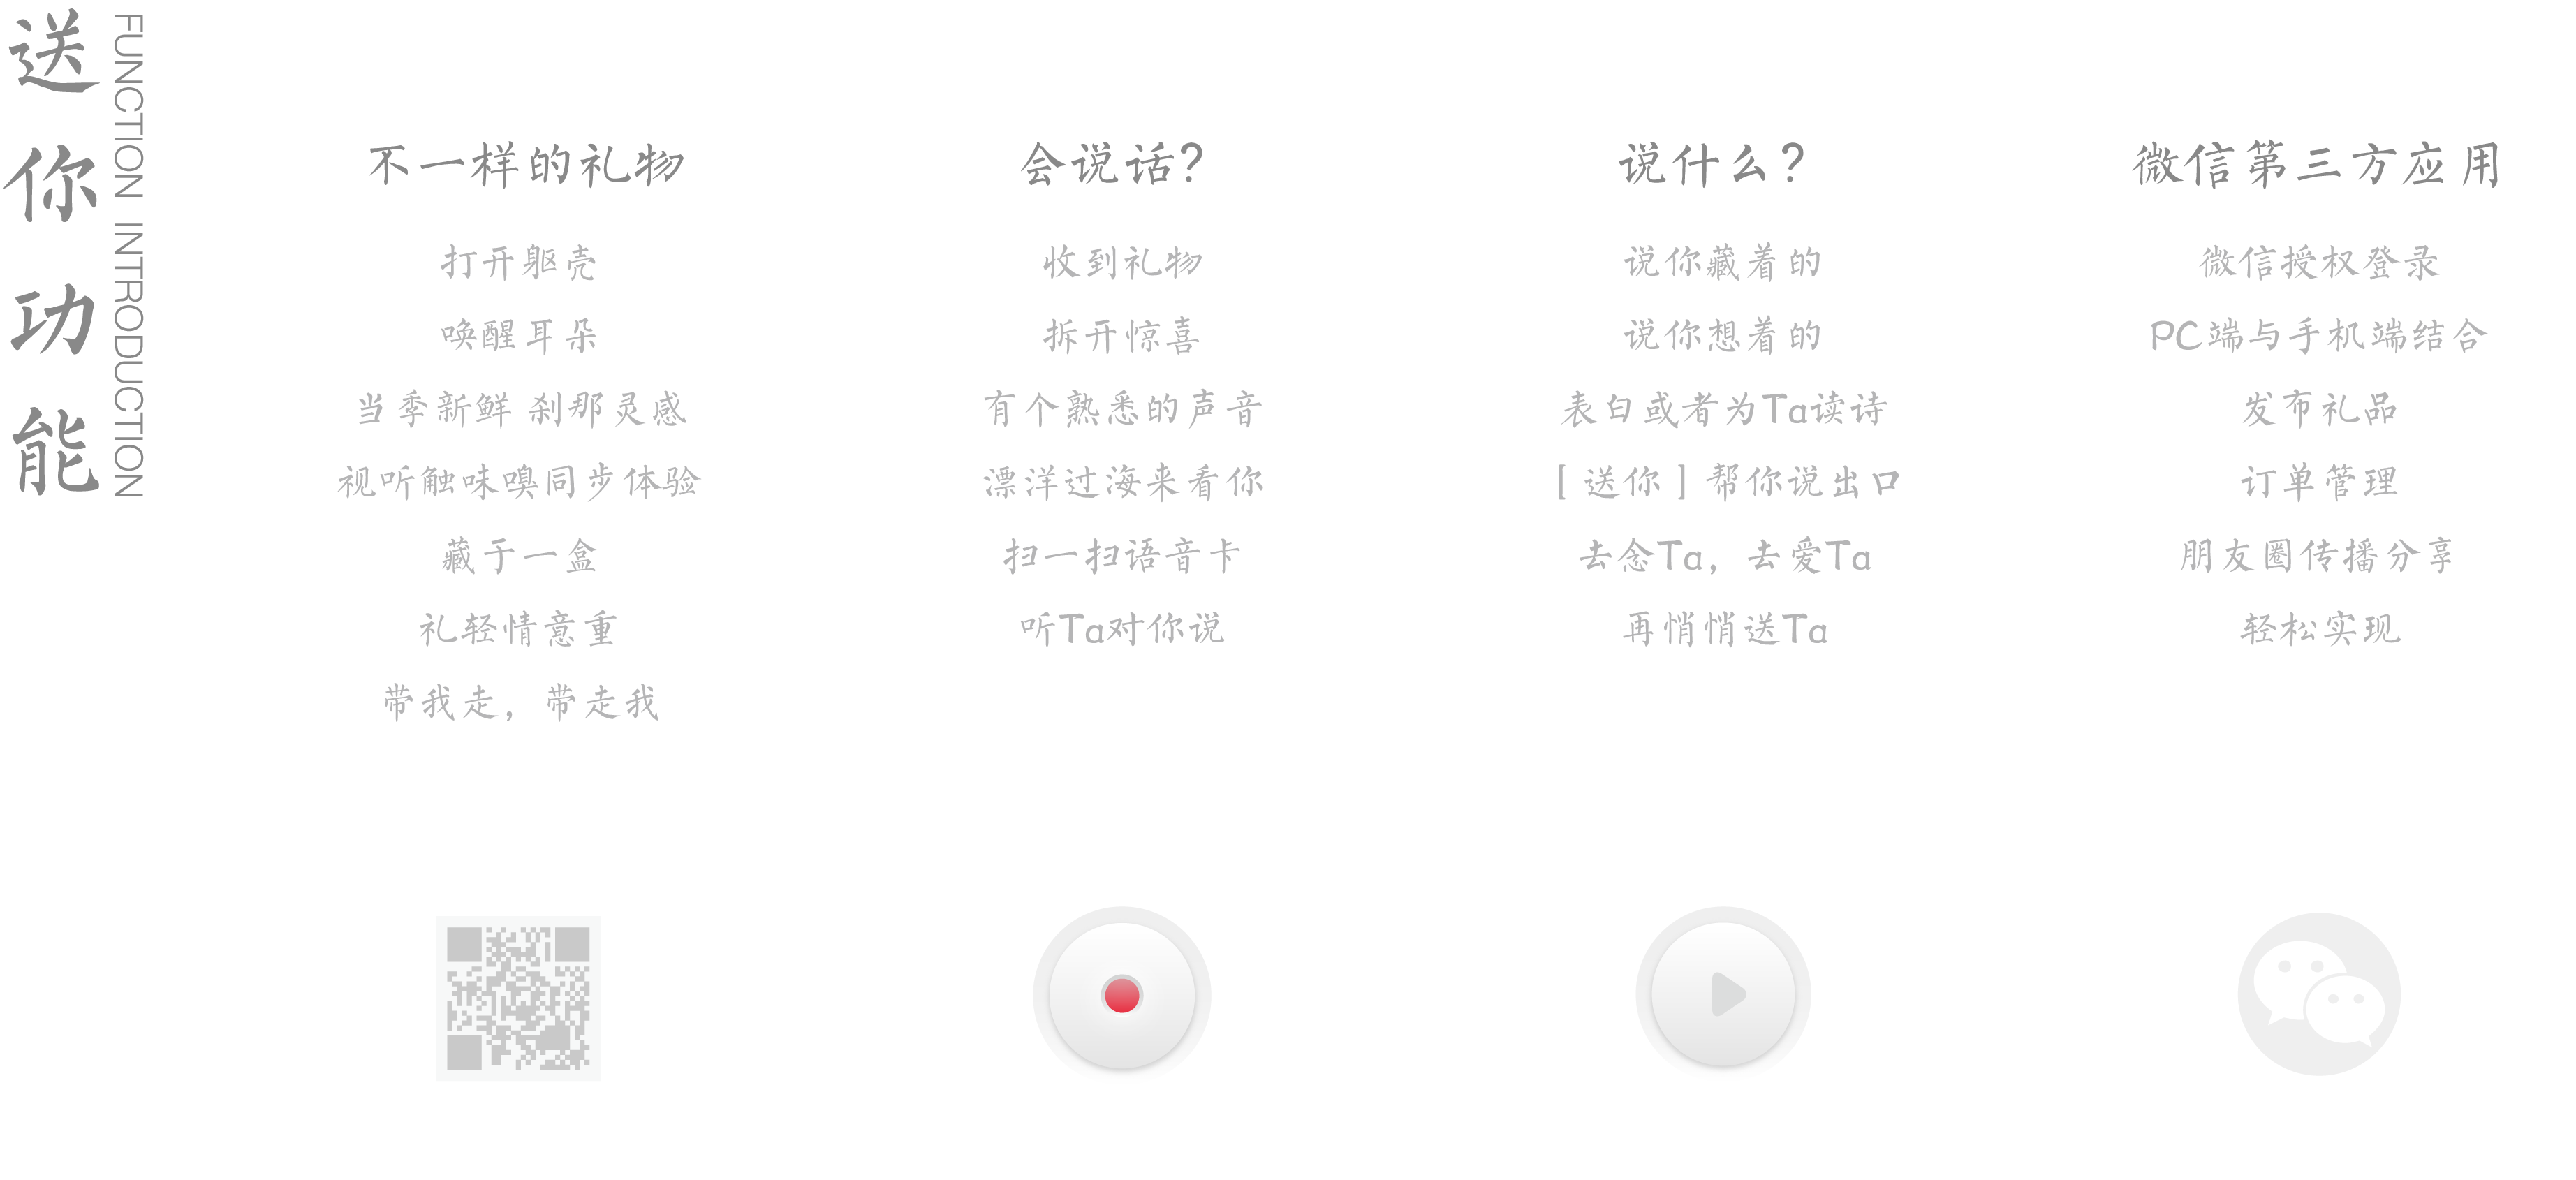 送你功能
FUNCTION INTRODUCTION
不一样的礼物
打开躯壳
唤醒耳朵
当季新鲜 刹那灵感
视听触味嗅同步体验
藏于一盒
礼轻情意重
带我走，带走我
会说话?
收到礼物
拆开惊喜
有个熟悉的声音
漂洋过海来看你
扫一扫语音卡
听Ta对你说
说什么?
说你藏着的
说你想着的
表白或者为Ta读诗
[ 送你 ] 帮你说出口
去念Ta，去爱Ta
再悄悄送Ta
微信第三方应用
微信授权登录
PC端与手机端结合
发布礼品
订单管理
朋友圈传播分享
轻松实现